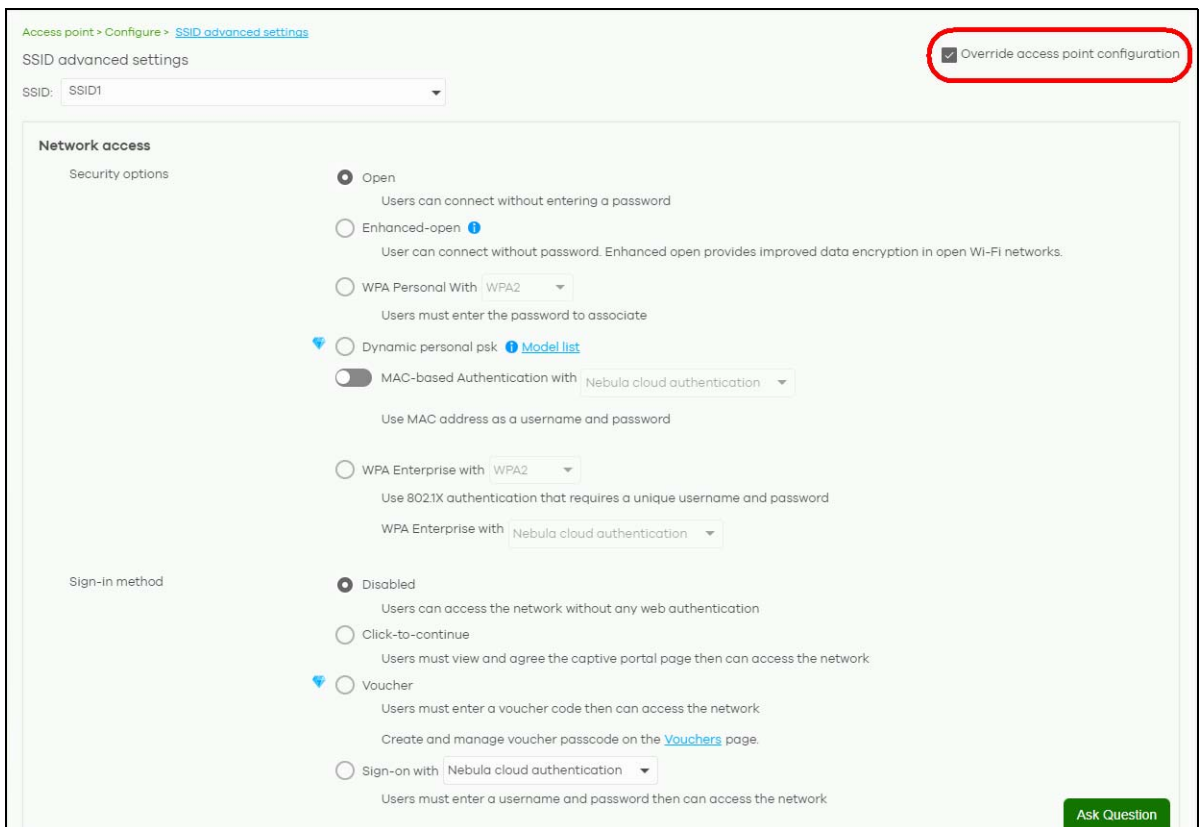 Access point > Configure > SSID advanced settings
SSID advanced settings
Override access point configuration
SSID: SSID1
Network access
Security options
Open
Users can connect without entering a password
Enhanced-open
User can connect without password. Enhanced open provides improved data encryption in open Wi-Fi networks.
WPA Personal With WPA2
Users must enter the password to associate
Dynamic personal psk Model list
MAC-based Authentication with Nebula cloud authentication
Use MAC address as a username and password
WPA Enterprise with WPA2
Use 802.1X authentication that requires a unique username and password
WPA Enterprise with Nebula cloud authentication
Sign-in method
Disabled
Users can access the network without any web authentication
Click-to-continue
Users must view and agree the captive portal page then can access the network
Voucher
Users must enter a voucher code then can access the network
Create and manage voucher passcode on the Vouchers page.
Sign-on with Nebula cloud authentication
Users must enter a username and password then can access the network
Ask Question